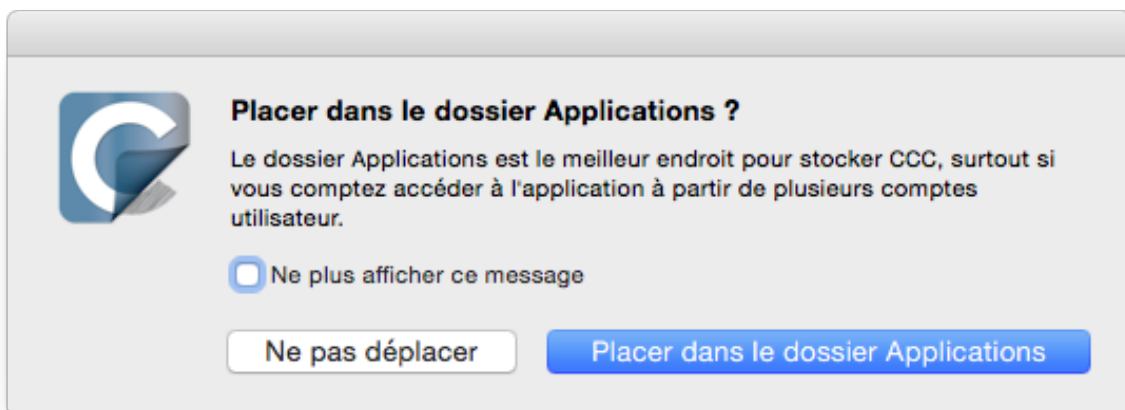 Placer dans le dossier Applications ?
Le dossier Applications est le meilleur endroit pour stocker CCC, surtout si
vous comptez accéder à l'application à partir de plusieurs comptes
utilisateur.
Ne plus afficher ce message
Ne pas déplacer
Placer dans le dossier Applications